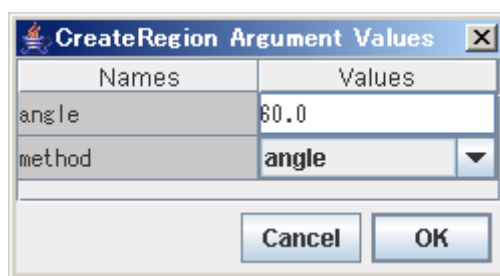 CreateRegion Argument Values
Names Values
angle 60.0
method angle
Cancel OK